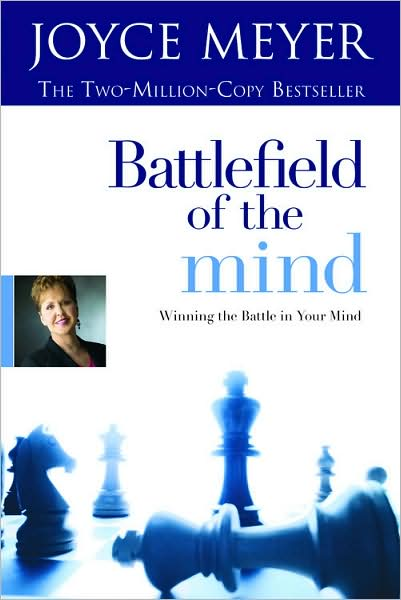 JOYCE MEYER
THE TWO-MILLION-COPY BESTSELLER
Battlefield
of the
mind
Winning the Battle in Your Mind